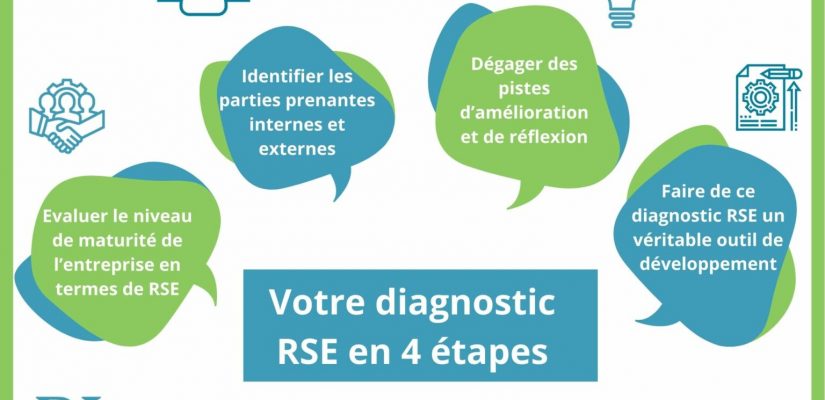 Evaluer le niveau
de maturité de
l'entreprise en
termes de RSE
Identifier les
parties prenantes
internes et
externes
Dégager des
pistes
d'amélioration
et de réflexion
Faire de ce
diagnostic RSE un
véritable outil de
développement
Votre diagnostic
RSE en 4 étapes